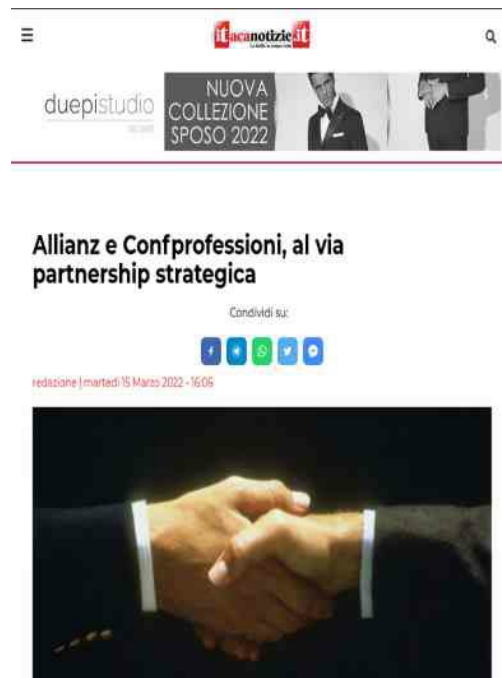 itacanotizie.it
duepistudio
NUOVA
COLLEZIONE
SPOSO 2022
Allianz e Confprofessioni, al via
partnership strategica
Condividi su:
redazione | martedì 15 Marzo 2022 - 16:06